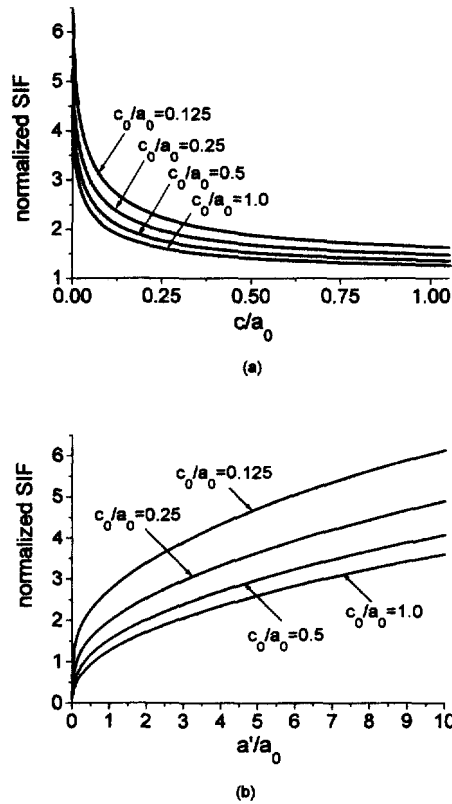 normalized SIF
6
5
4
3
2
1
c₀/a₀=0.125
c₀/a₀=0.25
c₀/a₀=0.5
c₀/a₀=1.0
0.00 0.25 0.50 0.75 1.00
c/a₀
(a)
normalized SIF
6
5
4
3
2
1
0
c₀/a₀=0.125
c₀/a₀=0.25
c₀/a₀=1.0
c₀/a₀=0.5
0 1 2 3 4 5 6 7 8 9 10
a'/a₀
(b)